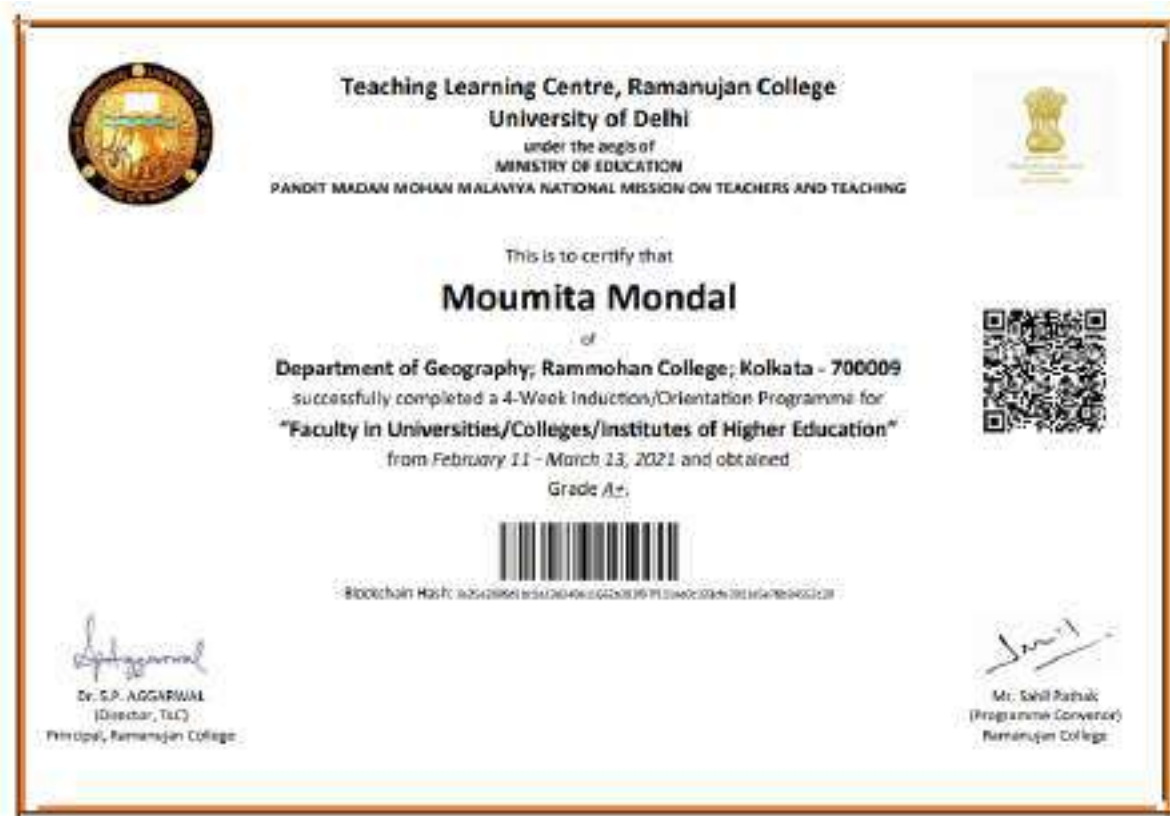 Teaching Learning Centre, Ramanujan College
University of Delhi
under the aegis of
MINISTRY OF EDUCATION
PANDIT MADAN MOHAN MALAVIYA NATIONAL MISSION ON TEACHERS AND TEACHING
This is to certify that
Moumita Mondal
of
Department of Geography; Rammohan College; Kolkata - 700009
successfully completed a 4-Week Induction/Orientation Programme for
"Faculty in Universities/Colleges/Institutes of Higher Education"
from February 11 - March 13, 2021 and obtained
Grade A+.
Blockchain Hash:
Dr. S.P. AGGARWAL
(Director, TLC)
Principal, Ramanujan College
Mr. Sahil Pathak
(Programme Convenor)
Ramanujan College